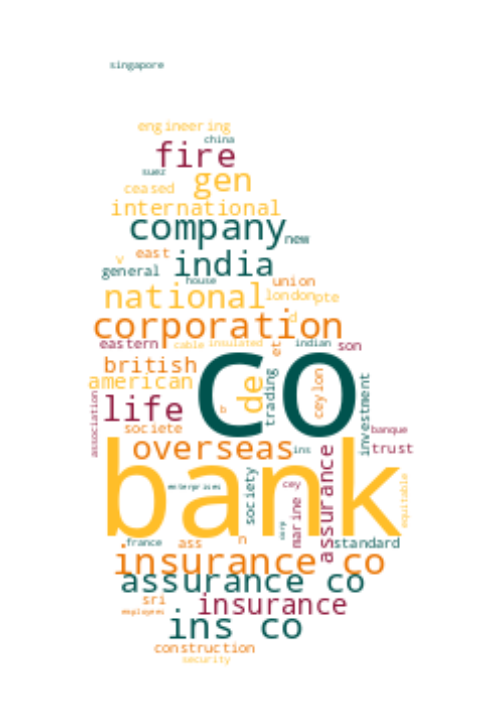 singapore
engineering
china
fire
suez
gen
ceased
international
company
new
east
v
india
general
house
union
national
london
pte
corporation
d
eastern
cable
insulated
et
indian
son
british
american
co
de
trading
ceylon
investment
life
association
b
societe
banque
overseas
ins
trust
bank
society
enterprises
cey
marine
assurance
equitable
corp
france
ass
n
standard
insurance co
assurance co
sri
insurance
employees
ins co
construction
security